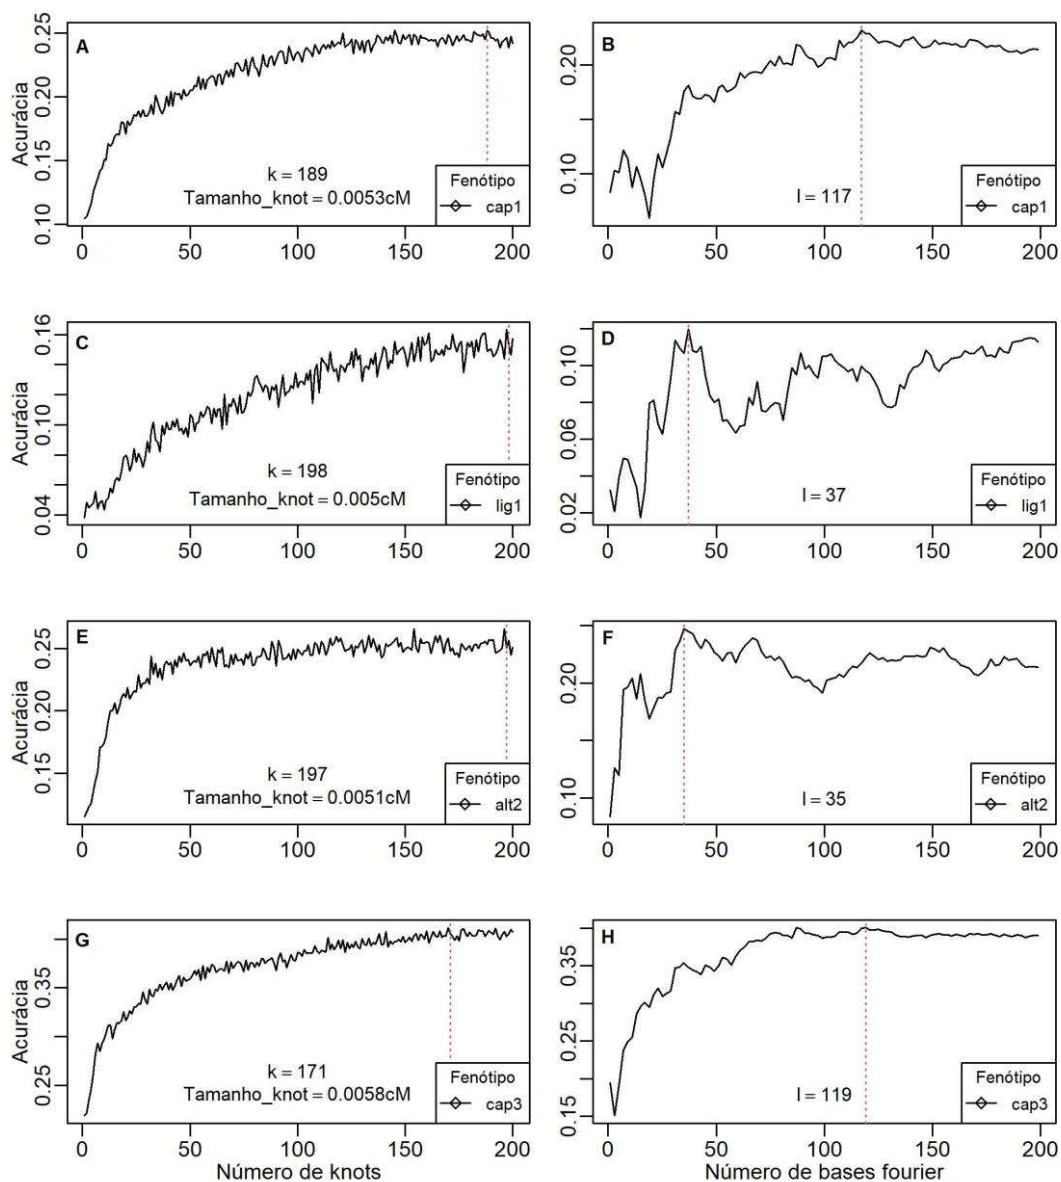 A
Acurácia
0.10 0.15 0.20 0.25
k = 189
Tamanho_knot = 0.0053cM
Fenótipo
cap1
0 50 100 150 200
B
0.10 0.20
l = 117
Fenótipo
cap1
0 50 100 150 200
C
Acurácia
0.04 0.10 0.16
k = 198
Tamanho_knot = 0.005cM
Fenótipo
lig1
0 50 100 150 200
D
0.02 0.06 0.10
l = 37
Fenótipo
lig1
0 50 100 150 200
E
Acurácia
0.15 0.20 0.25
k = 197
Tamanho_knot = 0.0051cM
Fenótipo
alt2
0 50 100 150 200
F
0.10 0.20
l = 35
Fenótipo
alt2
0 50 100 150 200
G
Acurácia
0.25 0.35
k = 171
Tamanho_knot = 0.0058cM
Fenótipo
cap3
0 50 100 150 200
Número de knots
H
0.15 0.25 0.35
l = 119
Fenótipo
cap3
0 50 100 150 200
Número de bases fourier